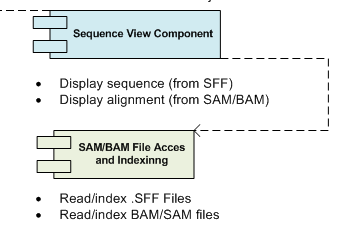 Sequence View Component
• Display sequence (from SFF)
• Display alignment (from SAM/BAM)
SAM/BAM File Acces
and Indexinng
• Read/index .SFF Files
• Read/index BAM/SAM files